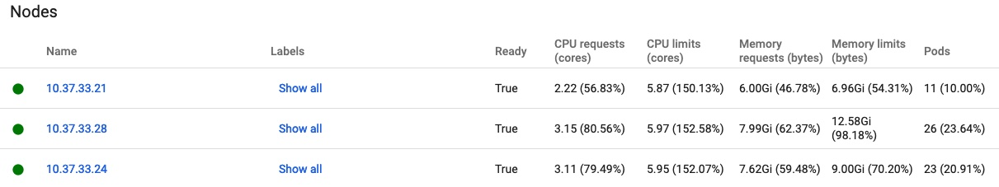 Nodes
Name Labels Ready CPU requests (cores) CPU limits (cores) Memory requests (bytes) Memory limits (bytes) Pods
10.37.33.21 Show all True 2.22 (56.83%) 5.87 (150.13%) 6.00Gi (46.78%) 6.96Gi (54.31%) 11 (10.00%)
10.37.33.28 Show all True 3.15 (80.56%) 5.97 (152.58%) 7.99Gi (62.37%) 12.58Gi (98.18%) 26 (23.64%)
10.37.33.24 Show all True 3.11 (79.49%) 5.95 (152.07%) 7.62Gi (59.48%) 9.00Gi (70.20%) 23 (20.91%)